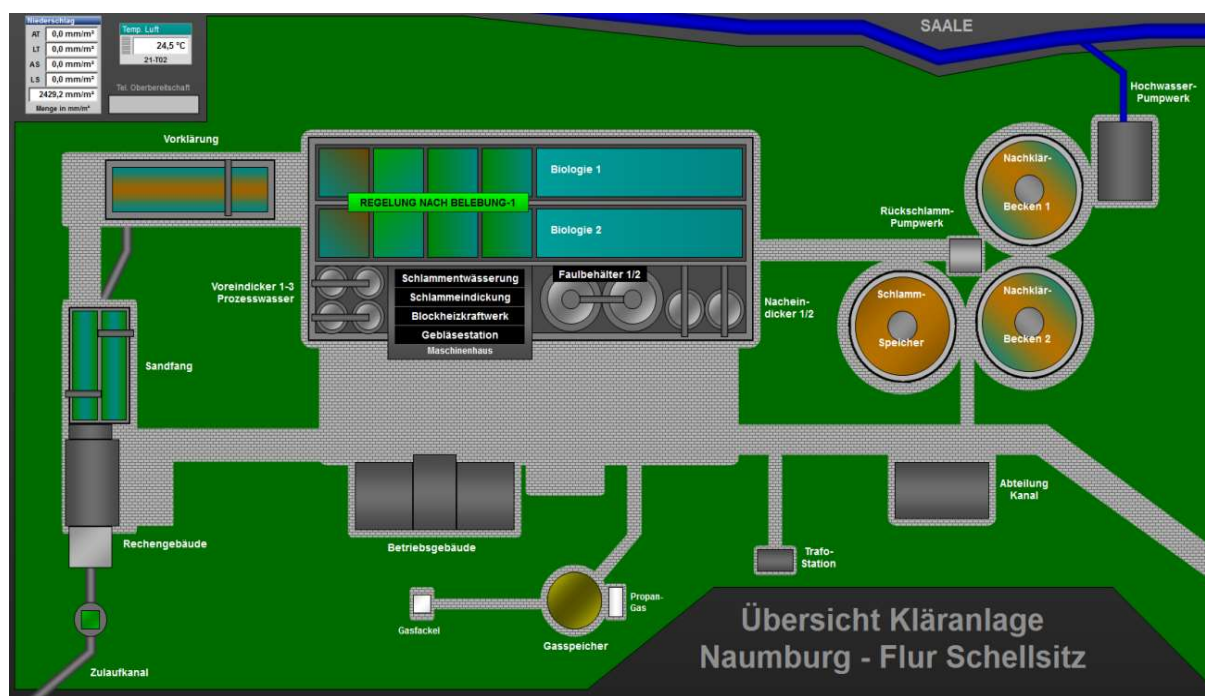 Niederschlag
AT 0,0 mm/m²
LT 0,0 mm/m²
AS 0,0 mm/m²
LS 0,0 mm/m²
2429,2 mm/m²
Menge in mm/m²
Temp. Luft
24,5 °C
21-T02
Tel. Oberbereitschaft
SAALE
Hochwasser-
Pumpwerk
Vorklärung
Biologie 1
REGELUNG NACH BELEBUNG-1
Biologie 2
Nachklär-
Becken 1
Rückschlamm-
Pumpwerk
Voreindicker 1-3
Prozesswasser
Schlammentwässerung
Schlammeindickung
Blockheizkraftwerk
Gebläsestation
Maschinenhaus
Faulbehälter 1/2
Nachein-
dicker 1/2
Schlamm-
Speicher
Nachklär-
Becken 2
Sandfang
Rechengebäude
Betriebsgebäude
Abteilung
Kanal
Trafo-
Station
Propan-
Gas
Gasfackel
Gasspeicher
Zulaufkanal
Übersicht Kläranlage
Naumburg - Flur Schellsitz